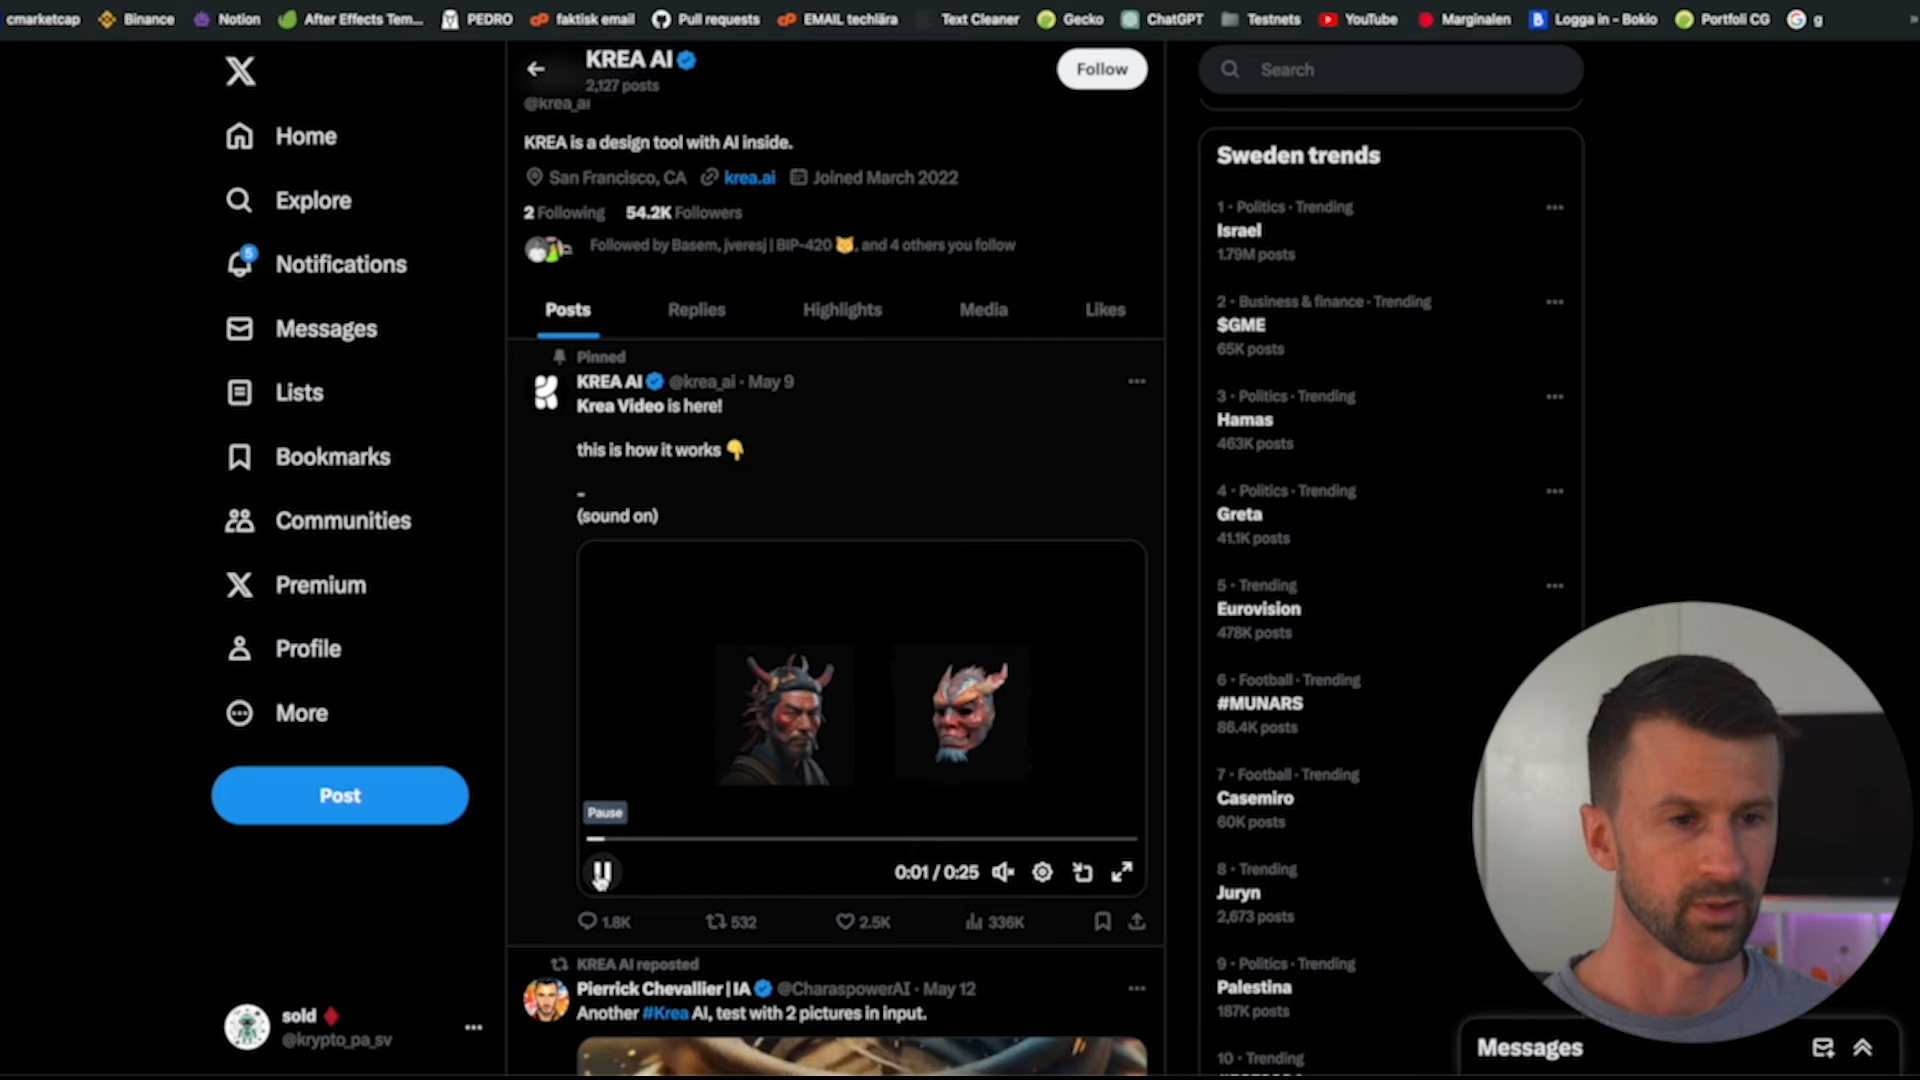 cmarketcap Binance Notion After Effects Tem... PEDRO faktisk email Pull requests EMAIL techlära Text Cleaner Gecko ChatGPT Testnets YouTube Marginalen Logga in - Bokio Portfoli CG g
Home
Explore
5
Notifications
Messages
Lists
Bookmarks
Communities
Premium
Profile
More
Post
sold
@krypto_pa_sv
KREA AI
2,127 posts
@krea_ai
Follow
KREA is a design tool with AI inside.
San Francisco, CA krea.ai Joined March 2022
2 Following 54.2K Followers
Followed by Basem, jveresj | BIP-420 😺, and 4 others you follow
Posts Replies Highlights Media Likes
Pinned
KREA AI @krea_ai · May 9
Krea Video is here!
this is how it works 👇
-
(sound on)
Pause
0:01 / 0:25
1.8K 532 2.5K 336K
KREA AI reposted
Pierrick Chevallier | IA @CharaspowerAI · May 12
Another #Krea AI, test with 2 pictures in input.
Search
Sweden trends
1 · Politics · Trending
Israel
1.79M posts
2 · Business & finance · Trending
$GME
65K posts
3 · Politics · Trending
Hamas
463K posts
4 · Politics · Trending
Greta
41.1K posts
5 · Trending
Eurovision
478K posts
6 · Football · Trending
#MUNARS
86.4K posts
7 · Football · Trending
Casemiro
60K posts
8 · Trending
Juryn
2,673 posts
9 · Politics · Trending
Palestina
187K posts
10 · Trending
Messages